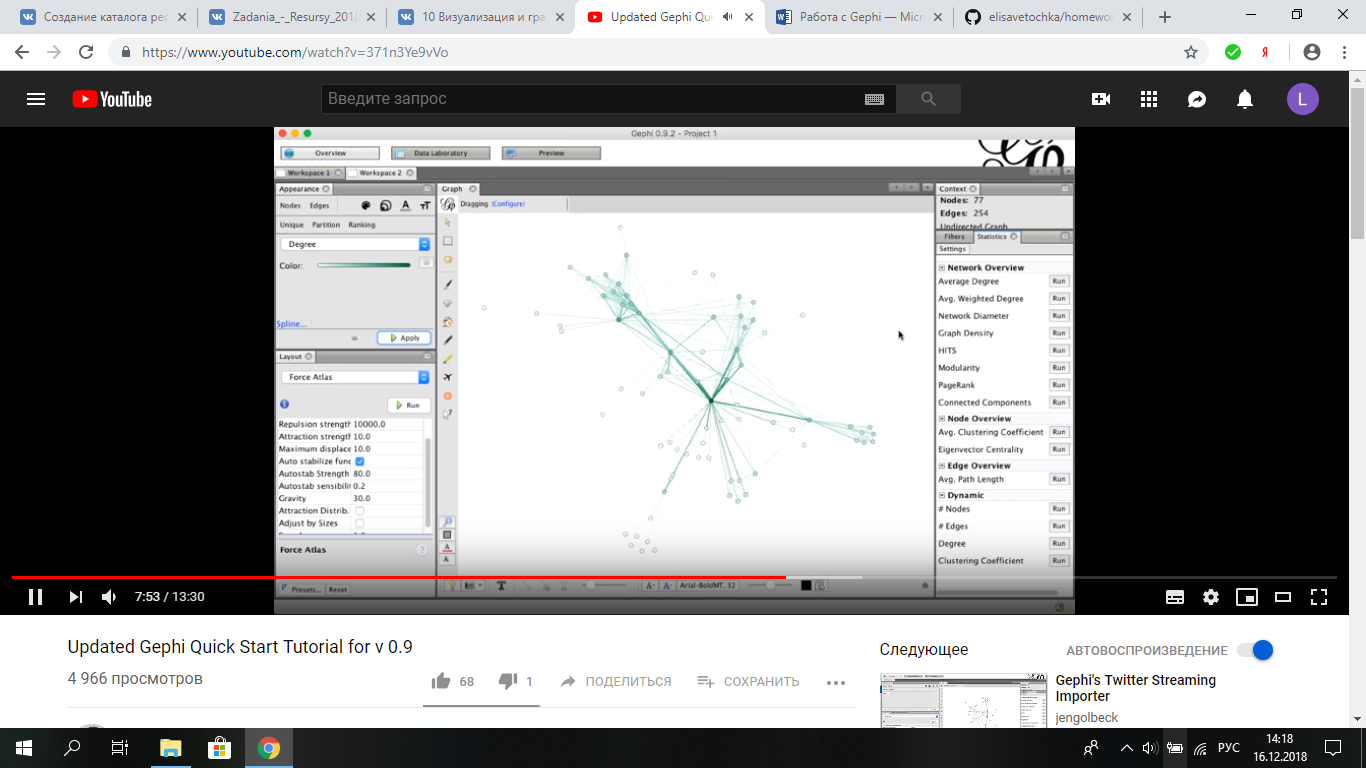 Создание каталога рес
Zadania_-_Resursy_2018
10 Визуализация и гра
Updated Gephi Qui
Работа с Gephi — Micr
elisavetochka/homewor
https://www.youtube.com/watch?v=371n3Ye9vVo
Я
YouTube
Введите запрос
L
Gephi 0.9.2 - Project 1
Overview
Data Laboratory
Preview
Workspace 1
Workspace 2
Appearance
Nodes Edges
T
Unique Partition Ranking
Degree
Color:
Spline...
Apply
Layout
Force Atlas
Run
Repulsion strengtl 10000.0
Attraction strengtl 10.0
Maximum displace 10.0
Auto stabilize func
Autostab Strength 80.0
Autostab sensibilit 0.2
Gravity 30.0
Attraction Distrib.
Adjust by Sizes
Force Atlas
Presets... Reset
Graph
Dragging (Configure)
T
A A Arial-BoldMT, 32
Context
Nodes: 77
Edges: 254
Undirected Graph
Filters Statistics
Settings
Network Overview
Average Degree Run
Avg. Weighted Degree Run
Network Diameter Run
Graph Density Run
HITS Run
Modularity Run
PageRank Run
Connected Components Run
Node Overview
Avg. Clustering Coefficient Run
Eigenvector Centrality Run
Edge Overview
Avg. Path Length Run
Dynamic
# Nodes Run
# Edges Run
Degree Run
Clustering Coefficient Run
7:53 / 13:30
Updated Gephi Quick Start Tutorial for v 0.9
4 966 просмотров
68
1
ПОДЕЛИТЬСЯ
СОХРАНИТЬ
Следующее
АВТОВОСПРОИЗВЕДЕНИЕ
Gephi's Twitter Streaming
Importer
jengolbeck
РУС
14:18
16.12.2018